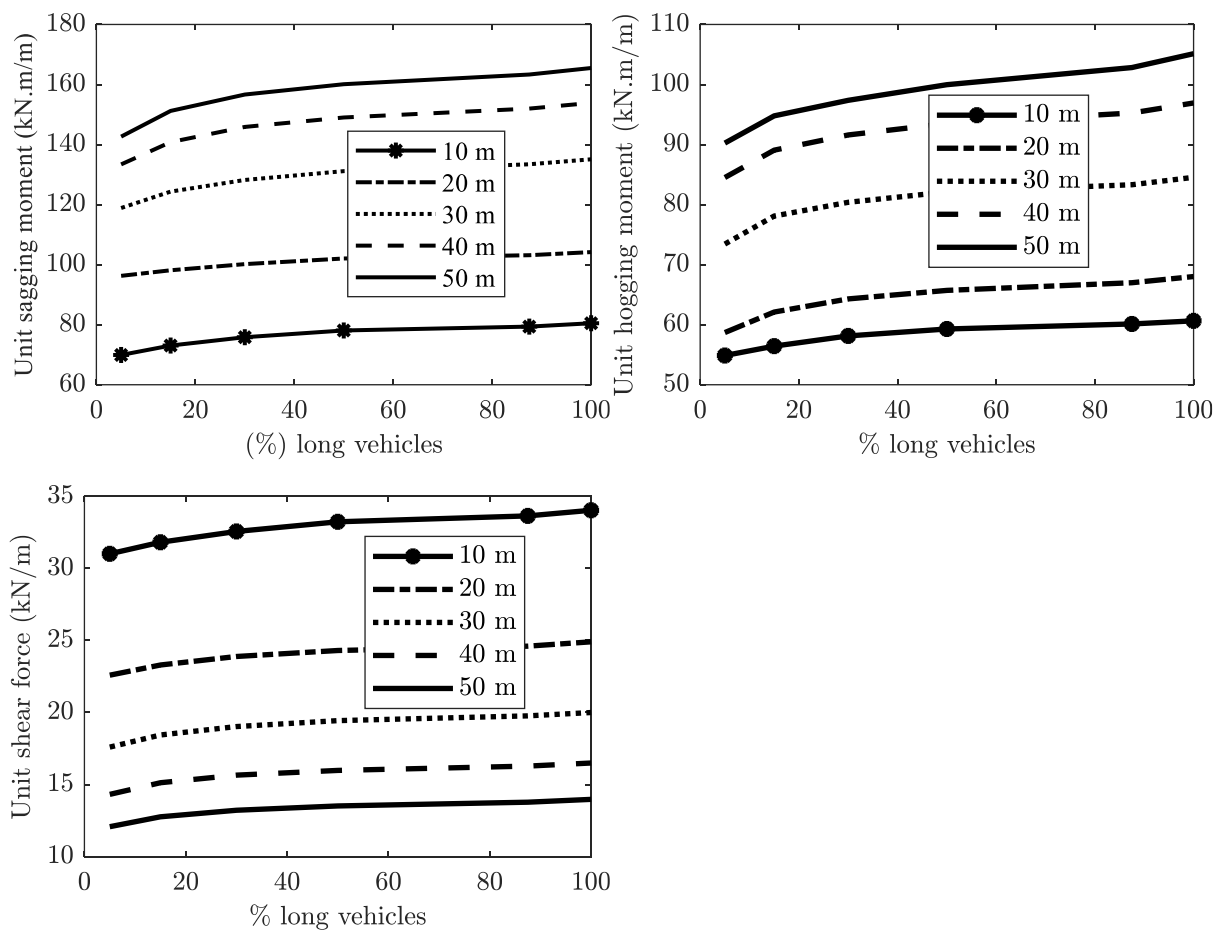 Unit sagging moment (kN.m/m)
180
160
140
120
100
80
60
0
20
40
60
80
100
(%) long vehicles
10 m
20 m
30 m
40 m
50 m
Unit hogging moment (kN.m/m)
110
100
90
80
70
60
50
0
20
40
60
80
100
% long vehicles
10 m
20 m
30 m
40 m
50 m
Unit shear force (kN/m)
35
30
25
20
15
10
0
20
40
60
80
100
% long vehicles
10 m
20 m
30 m
40 m
50 m